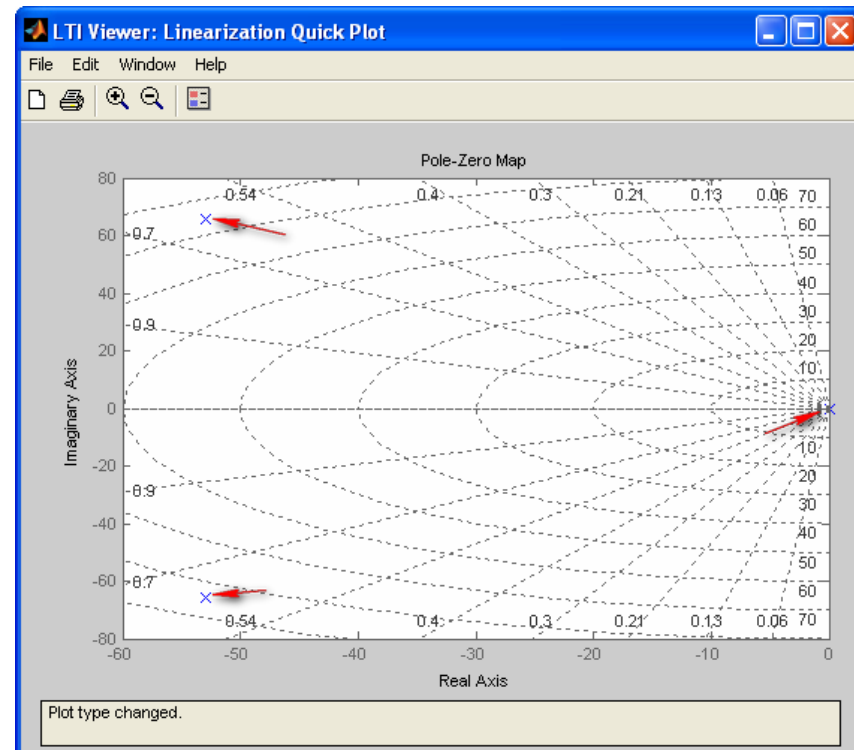 LTI Viewer: Linearization Quick Plot
File Edit Window Help
Pole-Zero Map
80
0.54 0.4 0.3 0.21 0.13 0.06 70
60
0.7
60
50
40
40
0.9
30
20
20
10
0
10
-20
20
0.9
30
-40
40
50
-60
0.7
60
0.54 0.4 0.3 0.21 0.13 0.06 70
-80
-60 -50 -40 -30 -20 -10 0
Imaginary Axis
Real Axis
Plot type changed.